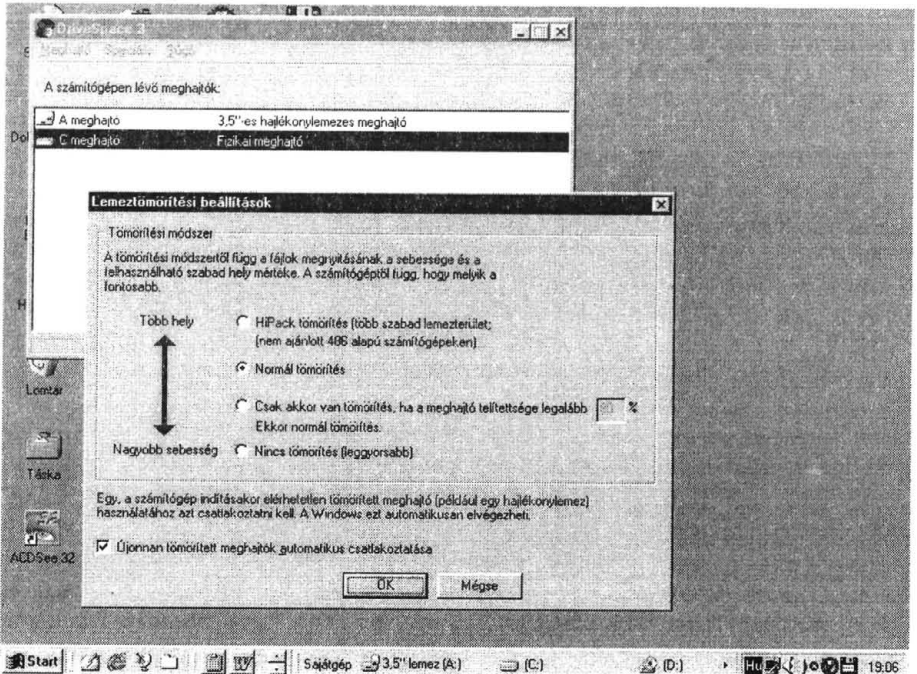 DriveSpace 3
Meghajtó Speciális Súgó
A számítógépen lévő meghajtók:
A meghajtó 3,5''-es hajlékonylemezes meghajtó
C meghajtó Fizikai meghajtó
Lemeztömörítési beállítások
Tömörítési módszer
A tömörítési módszertől függ a fájlok megnyitásának a sebessége és a
felhasználható szabad hely mértéke. A számítógéptől függ, hogy melyik a
fontosabb.
Több hely
HiPack tömörítés (több szabad lemezterület;
(nem ajánlott 486 alapú számítógépeken)
Normál tömörítés
Csak akkor van tömörítés, ha a meghajtó telítettsége legalább 90 %
Ekkor normál tömörítés.
Nagyobb sebesség
Nincs tömörítés (leggyorsabb)
Egy, a számítógép indításakor elérhetetlen tömörített meghajtó (például egy hajlékonylemez)
használatához azt csatlakoztatni kell. A Windows ezt automatikusan elvégezheti.
Újonnan tömörített meghajtók automatikus csatlakoztatása
OK Mégse
Lomtár
Táska
ACDSee 32
Start Sajátgép 3,5'' lemez (A:) (C:) (D:) Hu 19:06